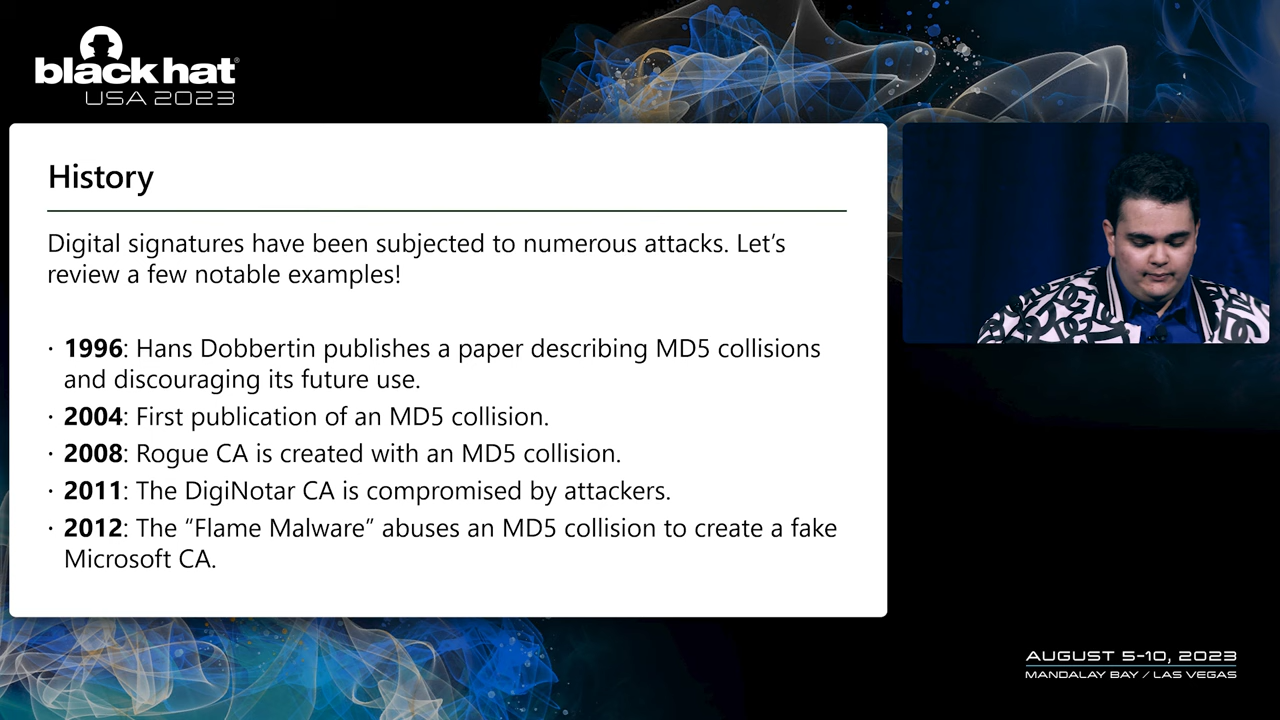 black hat®
USA 2023
History
Digital signatures have been subjected to numerous attacks. Let’s
review a few notable examples!
· 1996: Hans Dobbertin publishes a paper describing MD5 collisions
and discouraging its future use.
· 2004: First publication of an MD5 collision.
· 2008: Rogue CA is created with an MD5 collision.
· 2011: The DigiNotar CA is compromised by attackers.
· 2012: The “Flame Malware” abuses an MD5 collision to create a fake
Microsoft CA.
AUGUST 5-10, 2023
MANDALAY BAY / LAS VEGAS